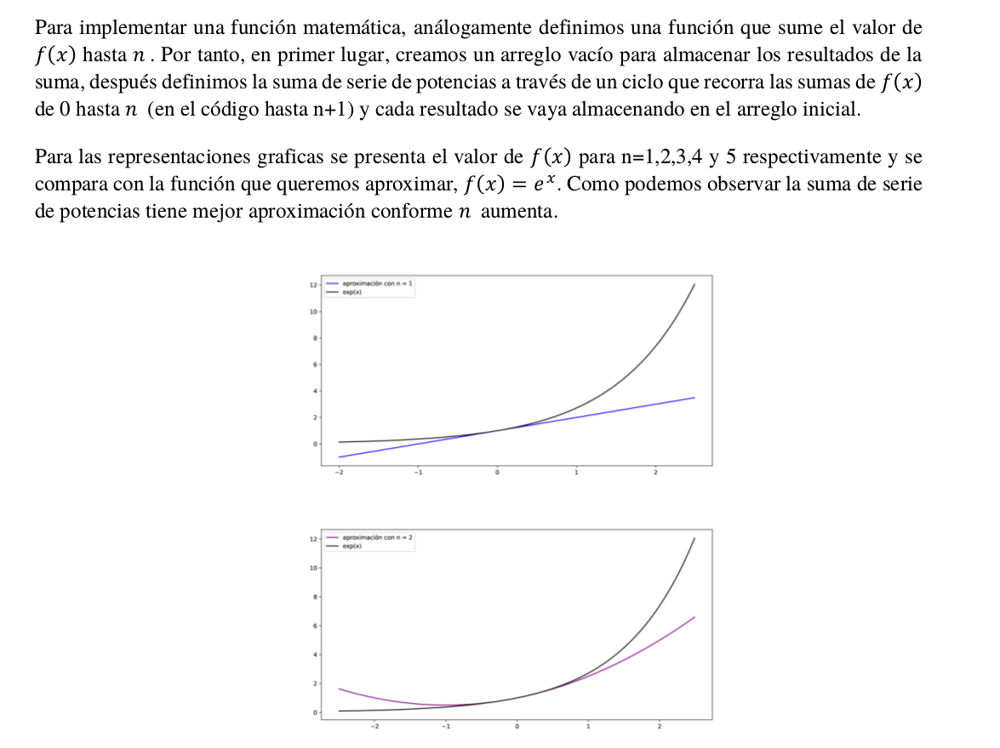 Para implementar una función matemática, análogamente definimos una función que sume el valor de
f(x) hasta n . Por tanto, en primer lugar, creamos un arreglo vacío para almacenar los resultados de la
suma, después definimos la suma de serie de potencias a través de un ciclo que recorra las sumas de f(x)
de 0 hasta n (en el código hasta n+1) y cada resultado se vaya almacenando en el arreglo inicial.
Para las representaciones graficas se presenta el valor de f(x) para n=1,2,3,4 y 5 respectivamente y se
compara con la función que queremos aproximar, f(x) = eˣ. Como podemos observar la suma de serie
de potencias tiene mejor aproximación conforme n aumenta.
aproximación con n = 1
exp(x)
12
10
8
6
4
2
0
−2 −1 0 1 2
aproximación con n = 2
exp(x)
12
10
8
6
4
2
0
−2 −1 0 1 2